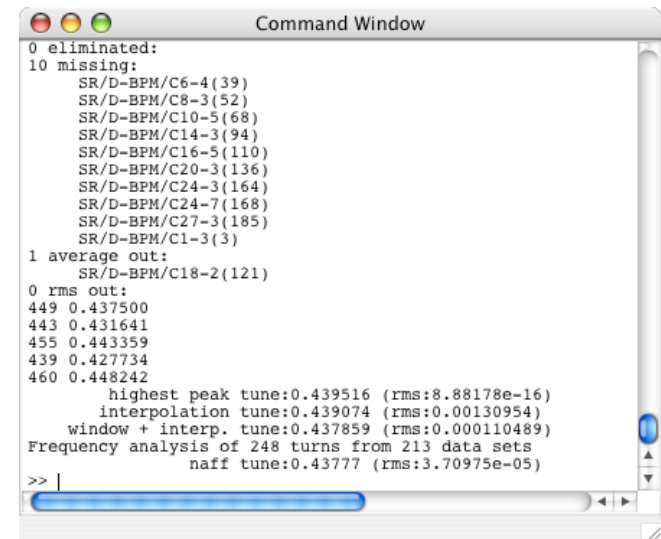 Command Window
0 eliminated:
10 missing:
SR/D-BPM/C6-4(39)
SR/D-BPM/C8-3(52)
SR/D-BPM/C10-5(68)
SR/D-BPM/C14-3(94)
SR/D-BPM/C16-5(110)
SR/D-BPM/C20-3(136)
SR/D-BPM/C24-3(164)
SR/D-BPM/C24-7(168)
SR/D-BPM/C27-3(185)
SR/D-BPM/C1-3(3)
1 average out:
SR/D-BPM/C18-2(121)
0 rms out:
449 0.437500
443 0.431641
455 0.443359
439 0.427734
460 0.448242
highest peak tune:0.439516 (rms:8.88178e-16)
interpolation tune:0.439074 (rms:0.00130954)
window + interp. tune:0.437859 (rms:0.000110489)
Frequency analysis of 248 turns from 213 data sets
naff tune:0.43777 (rms:3.70975e-05)
>>